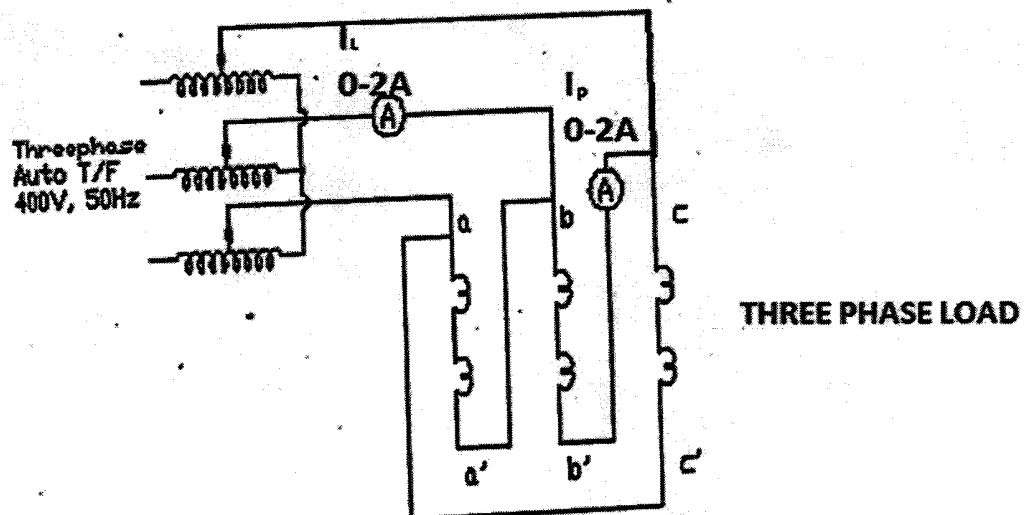 I_L
0-2A
A
I_P
0-2A
A
Threephase
Auto T/F
400V, 50Hz
a
b
c
THREE PHASE LOAD
a'
b'
c'